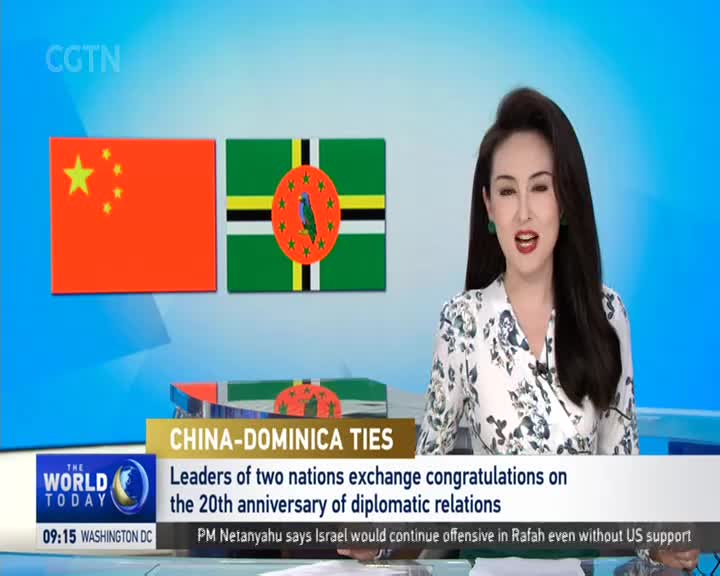 CGTN
CHINA-DOMINICA TIES
Leaders of two nations exchange congratulations on
the 20th anniversary of diplomatic relations
THE
WORLD
TODAY
09:15 WASHINGTON DC
PM Netanyahu says Israel would continue offensive in Rafah even without US support